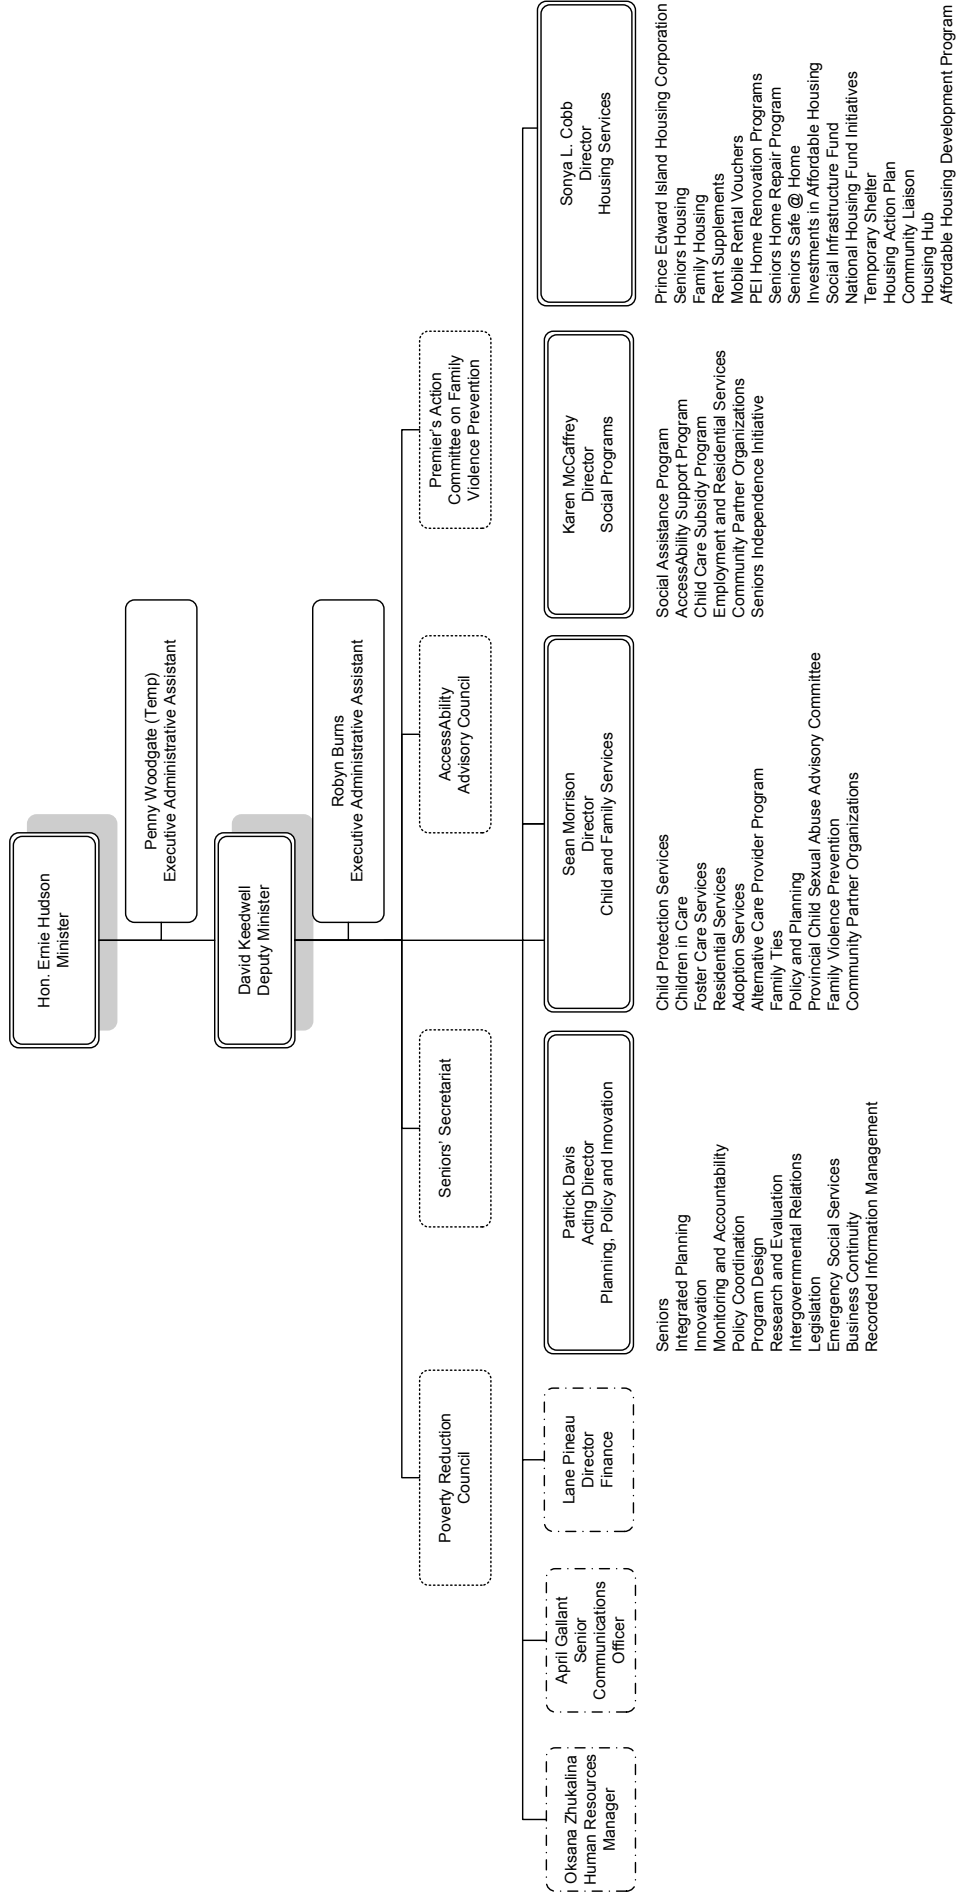 Hon. Ernie Hudson
Minister
Penny Woodgate (Temp)
Executive Administrative Assistant
David Keedwell
Deputy Minister
Robyn Burns
Executive Administrative Assistant
Poverty Reduction
Council
Seniors' Secretariat
AccessAbility
Advisory Council
Premier's Action
Committee on Family
Violence Prevention
Oksana Zhukalina
Human Resources
Manager
April Gallant
Senior
Communications
Officer
Lane Pineau
Director
Finance
Patrick Davis
Acting Director
Planning, Policy and Innovation
Sean Morrison
Director
Child and Family Services
Karen McCaffrey
Director
Social Programs
Sonya L. Cobb
Director
Housing Services
Seniors
Integrated Planning
Innovation
Monitoring and Accountability
Policy Coordination
Program Design
Research and Evaluation
Intergovernmental Relations
Legislation
Emergency Social Services
Business Continuity
Recorded Information Management
Child Protection Services
Children in Care
Foster Care Services
Residential Services
Adoption Services
Alternative Care Provider Program
Family Ties
Policy and Planning
Provincial Child Sexual Abuse Advisory Committee
Family Violence Prevention
Community Partner Organizations
Social Assistance Program
AccessAbility Support Program
Child Care Subsidy Program
Employment and Residential Services
Community Partner Organizations
Seniors Independence Initiative
Prince Edward Island Housing Corporation
Seniors Housing
Family Housing
Rent Supplements
Mobile Rental Vouchers
PEI Home Renovation Programs
Seniors Home Repair Program
Seniors Safe @ Home
Investments in Affordable Housing
Social Infrastructure Fund
National Housing Fund Initiatives
Temporary Shelter
Housing Action Plan
Community Liaison
Housing Hub
Affordable Housing Development Program